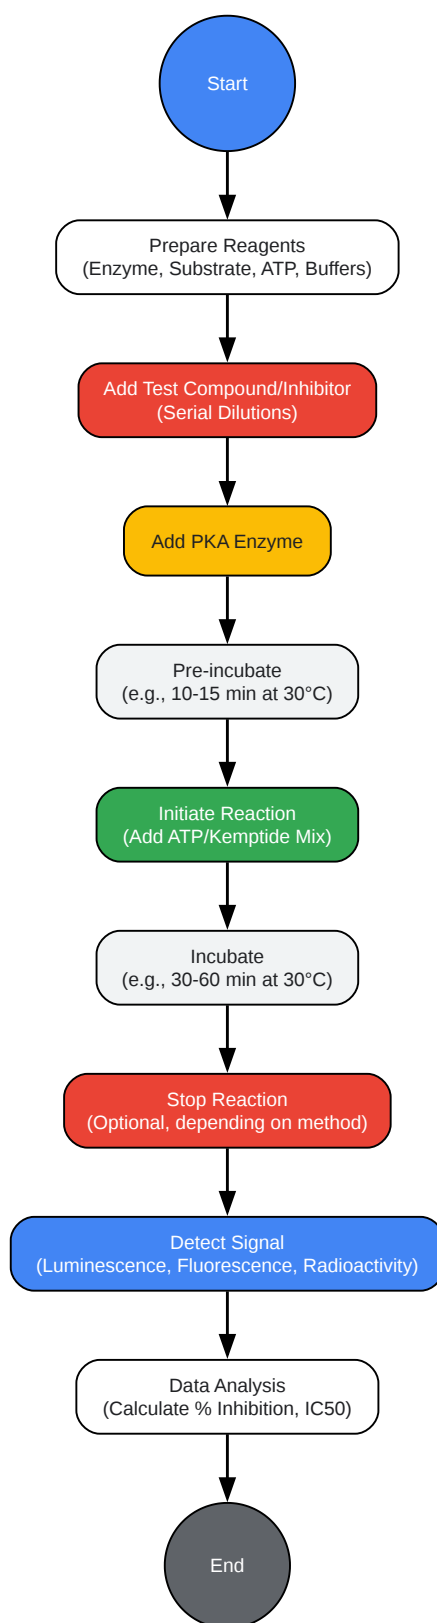 Start
Prepare Reagents
(Enzyme, Substrate, ATP, Buffers)
Add Test Compound/Inhibitor
(Serial Dilutions)
Add PKA Enzyme
Pre-incubate
(e.g., 10-15 min at 30°C)
Initiate Reaction
(Add ATP/Kemptide Mix)
Incubate
(e.g., 30-60 min at 30°C)
Stop Reaction
(Optional, depending on method)
Detect Signal
(Luminescence, Fluorescence, Radioactivity)
Data Analysis
(Calculate % Inhibition, IC50)
End